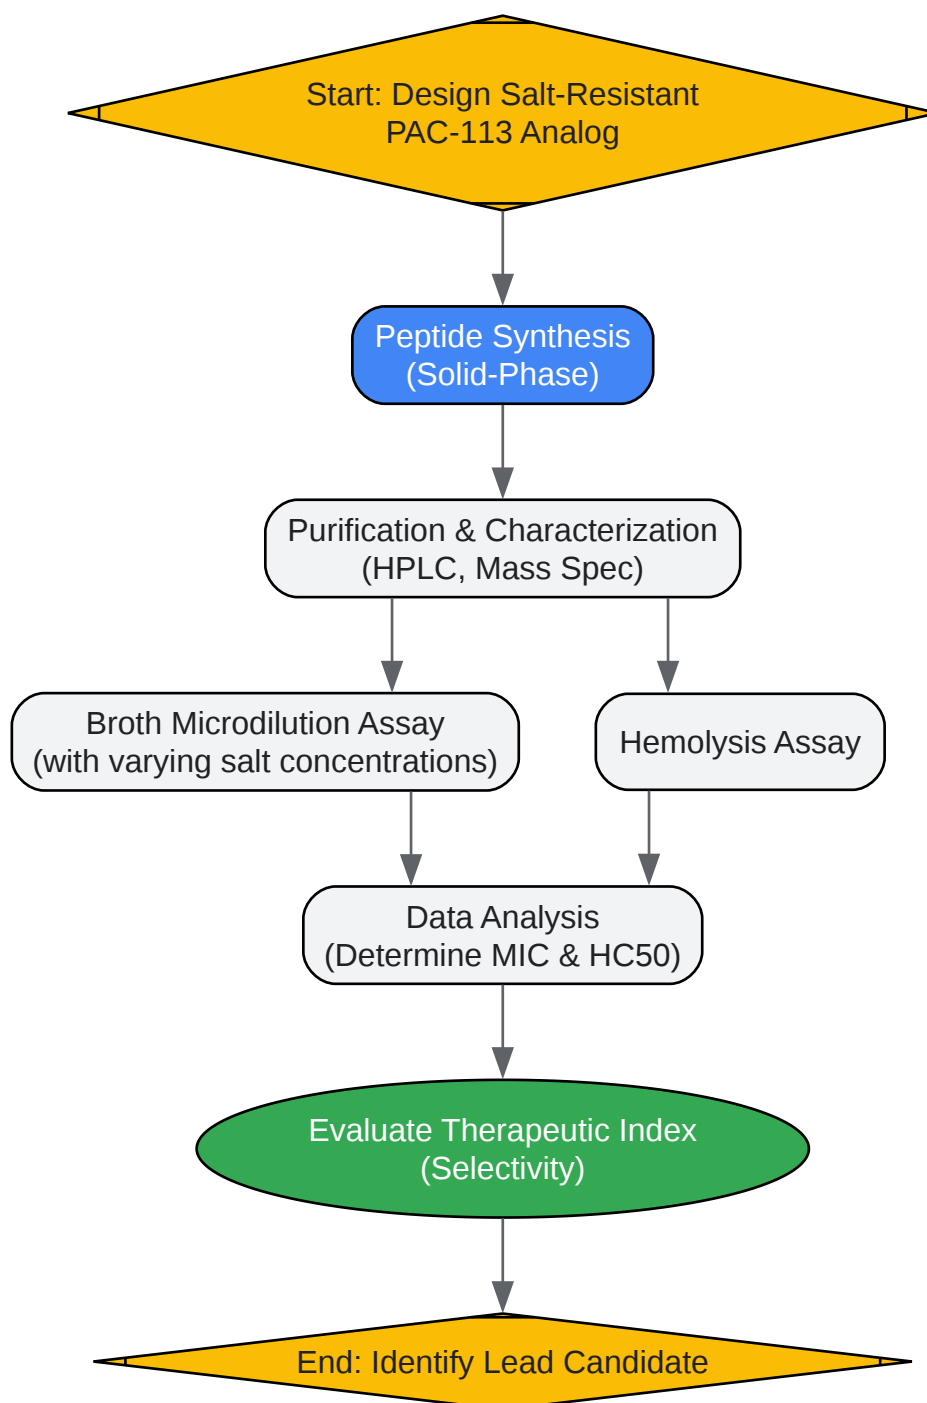 Start: Design Salt-Resistant
PAC-113 Analog
Peptide Synthesis
(Solid-Phase)
Purification & Characterization
(HPLC, Mass Spec)
Broth Microdilution Assay
(with varying salt concentrations)
Hemolysis Assay
Data Analysis
(Determine MIC & HC50)
Evaluate Therapeutic Index
(Selectivity)
End: Identify Lead Candidate